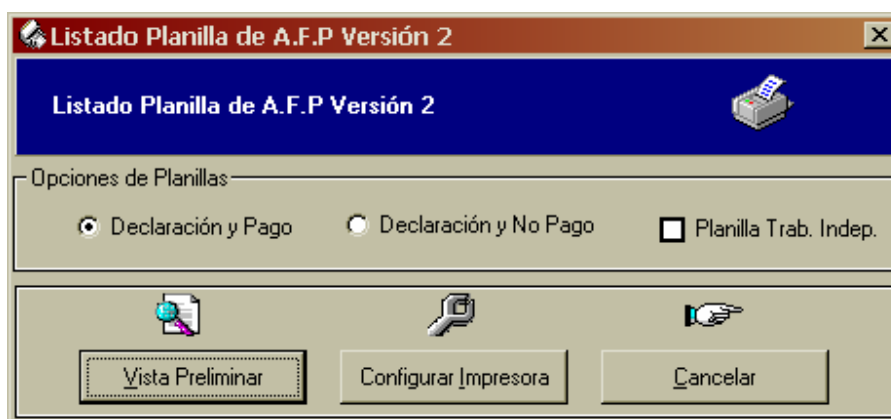 Listado Planilla de A.F.P Versión 2
Listado Planilla de A.F.P Versión 2
Opciones de Planillas
Declaración y Pago Declaración y No Pago Planilla Trab. Indep.
Vista Preliminar Configurar Impresora Cancelar